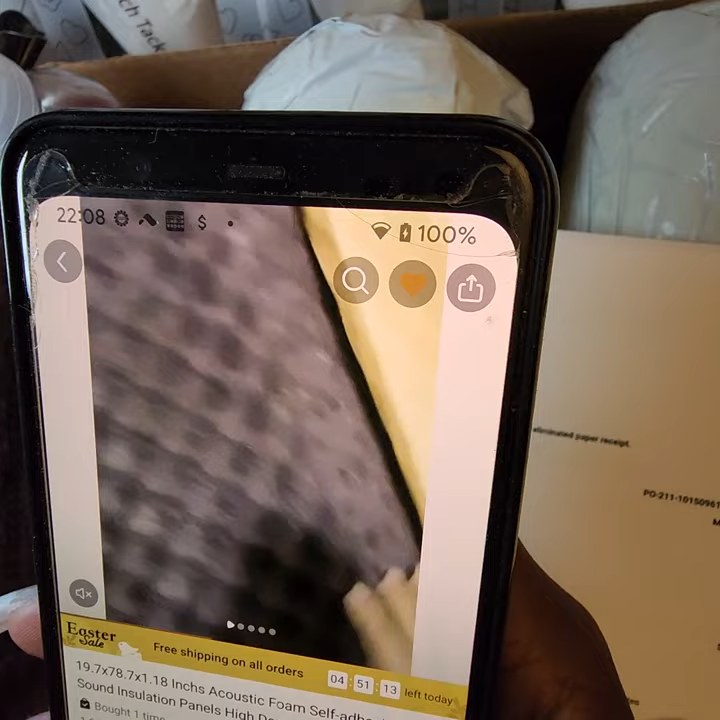 ch Tack
22:08
$
100%
eliminated paper receipt.
PO-211-10150961
Easter
Sale
Free shipping on all orders
04 : 51 : 13 left today
19.7x78.7x1.18 Inchs Acoustic Foam Self-adhe
Sound Insulation Panels High De
Bought 1 time